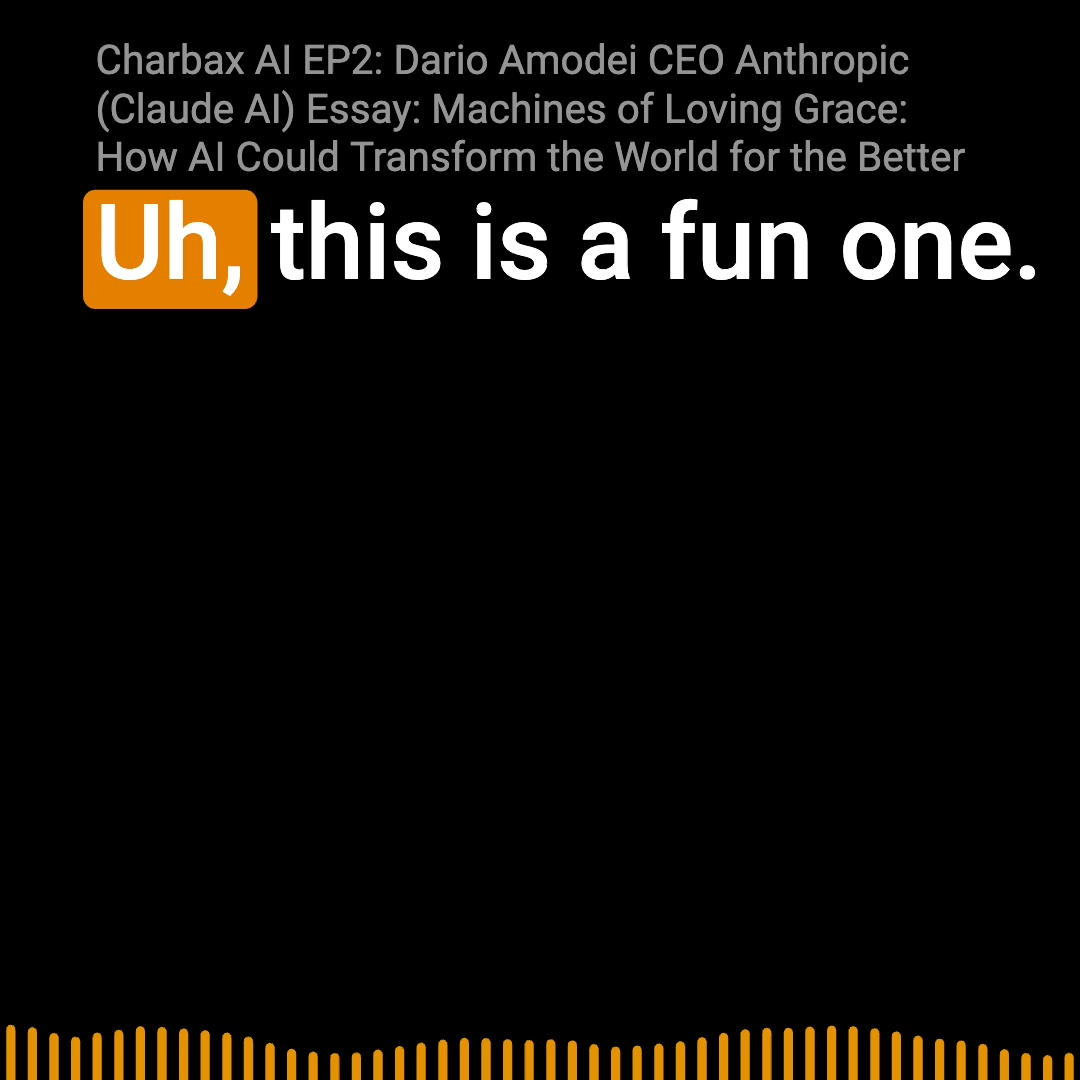 Charbax AI EP2: Dario Amodei CEO Anthropic
(Claude AI) Essay: Machines of Loving Grace:
How AI Could Transform the World for the Better
Uh, this is a fun one.